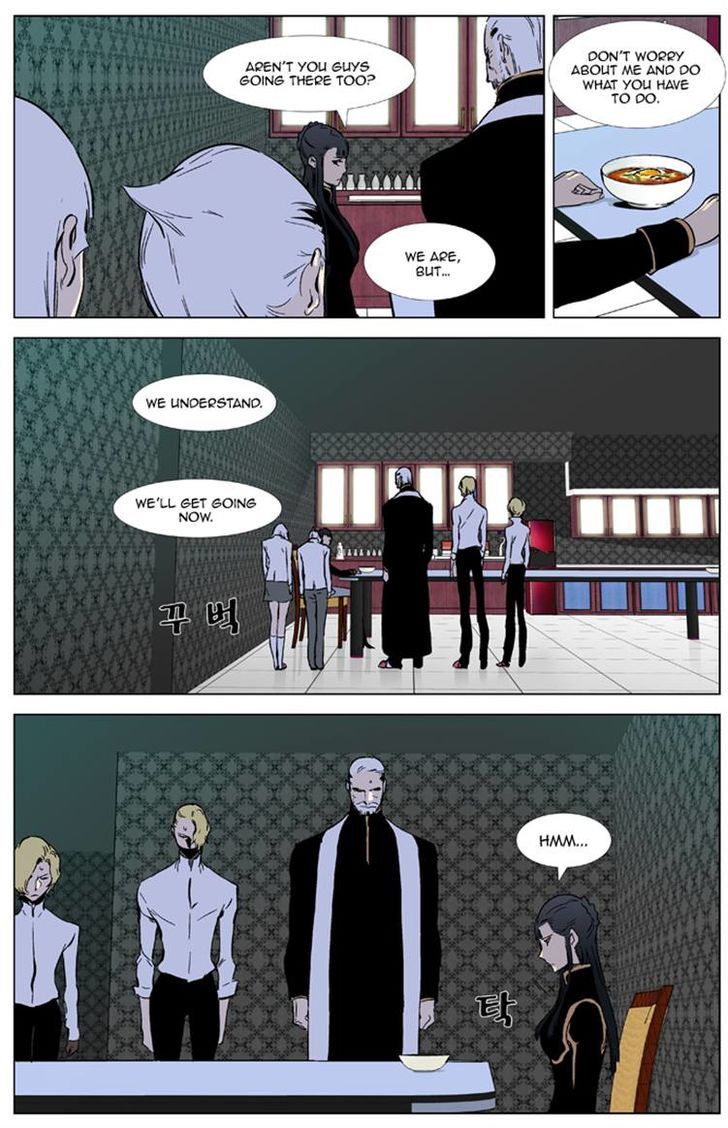 AREN'T YOU GUYS
GOING THERE TOO?
WE ARE,
BUT...
DON'T WORRY
ABOUT ME AND DO
WHAT YOU HAVE
TO DO.
WE UNDERSTAND.
WE'LL GET GOING
NOW.
꾸벅
HMM...
탁